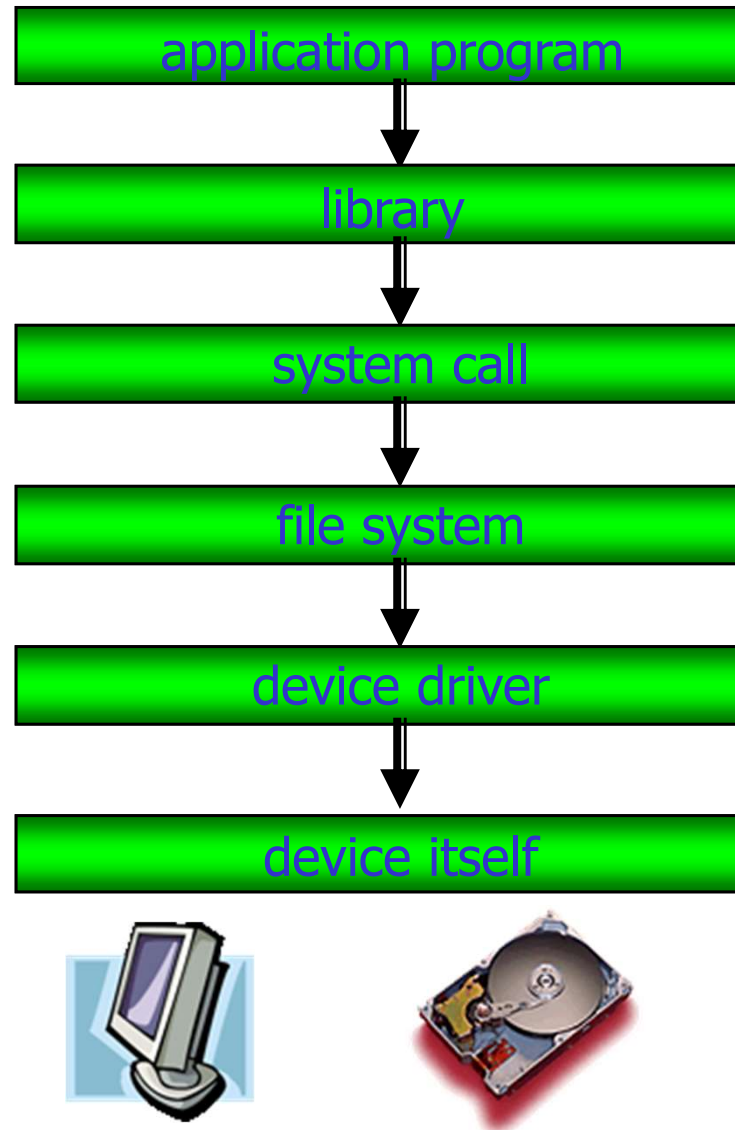 application program
library
system call
file system
device driver
device itself